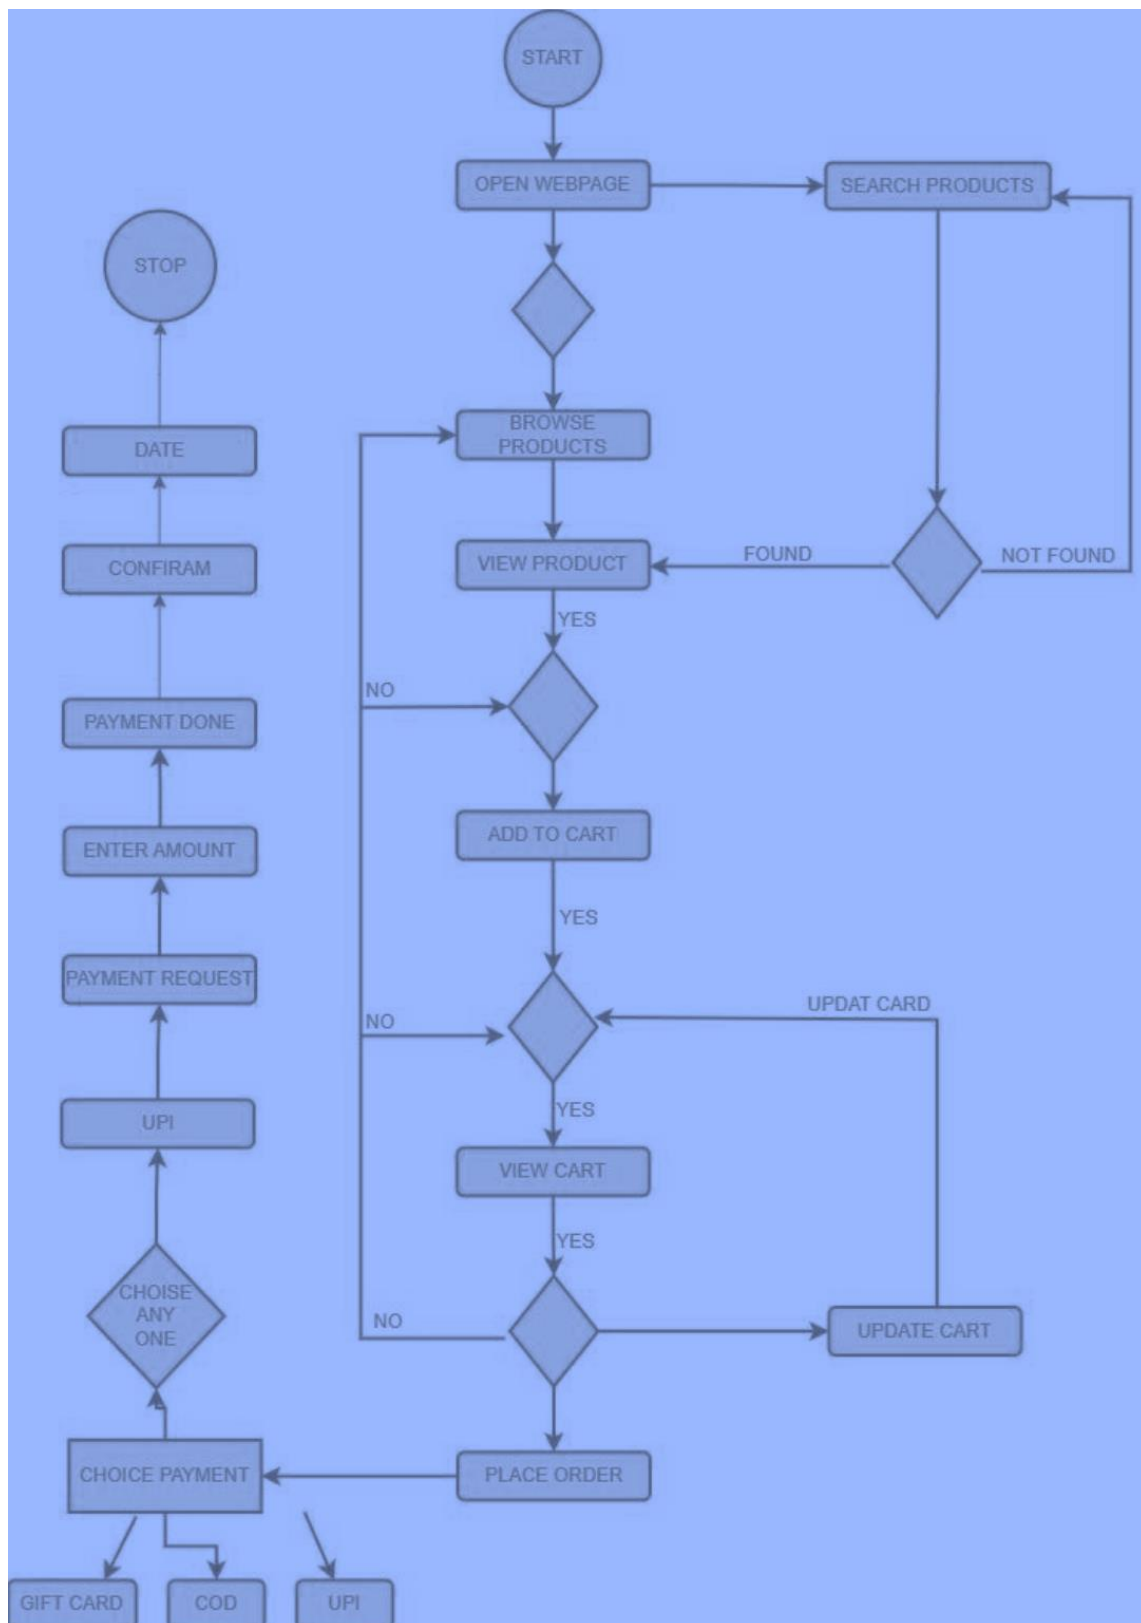 START
OPEN WEBPAGE
SEARCH PRODUCTS
STOP
BROWSE
PRODUCTS
DATE
VIEW PRODUCT
FOUND
NOT FOUND
CONFIRAM
YES
NO
PAYMENT DONE
ADD TO CART
ENTER AMOUNT
YES
PAYMENT REQUEST
UPDAT CARD
NO
YES
UPI
VIEW CART
YES
CHOISE
ANY
ONE
NO
UPDATE CART
CHOICE PAYMENT
PLACE ORDER
GIFT CARD
COD
UPI